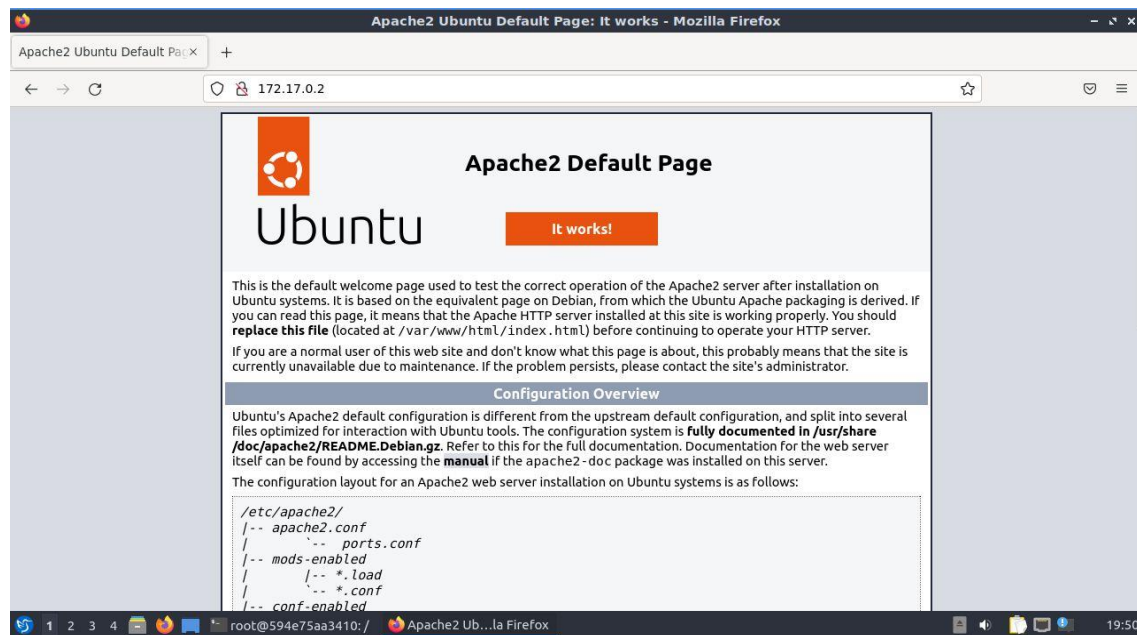 Apache2 Ubuntu Default Page: It works - Mozilla Firefox
Apache2 Ubuntu Default Pag
172.17.0.2
Apache2 Default Page
Ubuntu
It works!
This is the default welcome page used to test the correct operation of the Apache2 server after installation on
Ubuntu systems. It is based on the equivalent page on Debian, from which the Ubuntu Apache packaging is derived. If
you can read this page, it means that the Apache HTTP server installed at this site is working properly. You should
replace this file (located at /var/www/html/index.html) before continuing to operate your HTTP server.
If you are a normal user of this web site and don't know what this page is about, this probably means that the site is
currently unavailable due to maintenance. If the problem persists, please contact the site's administrator.
Configuration Overview
Ubuntu's Apache2 default configuration is different from the upstream default configuration, and split into several
files optimized for interaction with Ubuntu tools. The configuration system is fully documented in /usr/share
/doc/apache2/README.Debian.gz. Refer to this for the full documentation. Documentation for the web server
itself can be found by accessing the manual if the apache2-doc package was installed on this server.
The configuration layout for an Apache2 web server installation on Ubuntu systems is as follows:
/etc/apache2/
|-- apache2.conf
| `-- ports.conf
|-- mods-enabled
| |-- *.load
| `-- *.conf
|-- conf-enabled
1 2 3 4 root@594e75aa3410: / Apache2 Ub...la Firefox 19:50